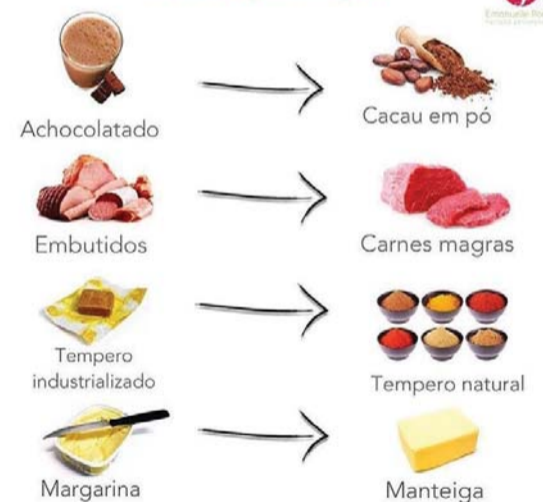 Achocolatado
Cacau em pó
Embutidos
Carnes magras
Tempero
industrializado
Tempero natural
Margarina
Manteiga